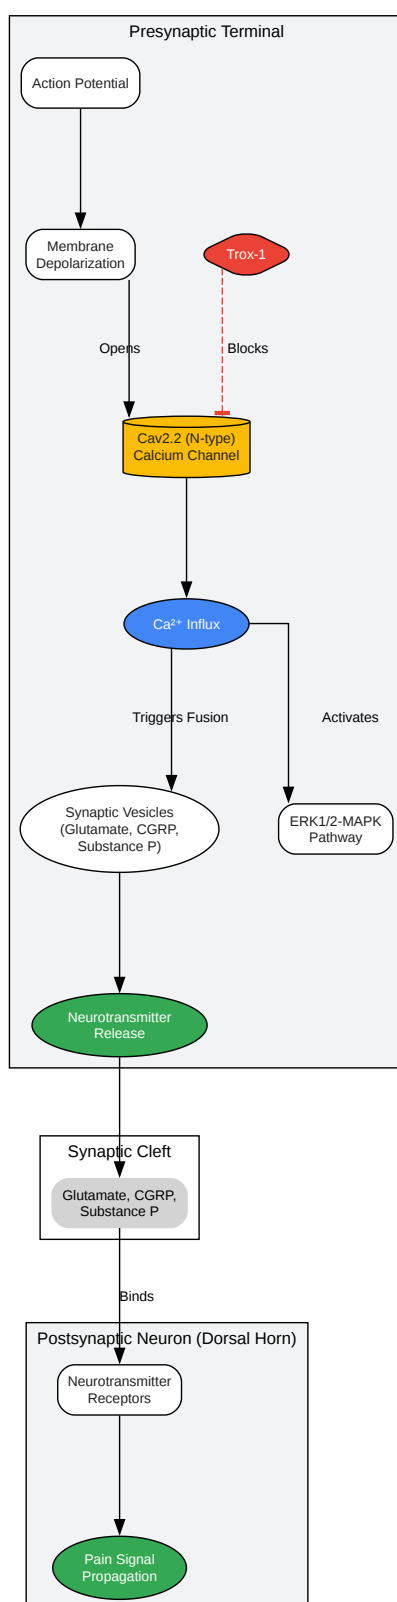 Presynaptic Terminal
Action Potential
Membrane
Depolarization
Trox-1
Opens
Blocks
Cav2.2 (N-type)
Calcium Channel
Ca²⁺ Influx
Triggers Fusion
Activates
Synaptic Vesicles
(Glutamate, CGRP,
Substance P)
ERK1/2-MAPK
Pathway
Neurotransmitter
Release
Synaptic Cleft
Glutamate, CGRP,
Substance P
Binds
Postsynaptic Neuron (Dorsal Horn)
Neurotransmitter
Receptors
Pain Signal
Propagation